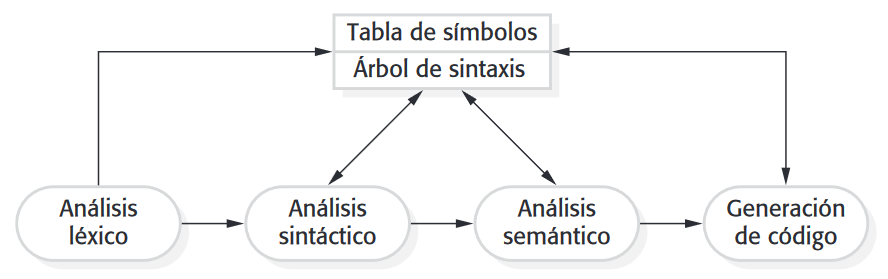 Tabla de símbolos
Árbol de sintaxis
Análisis
léxico
Análisis
sintáctico
Análisis
semántico
Generación
de código